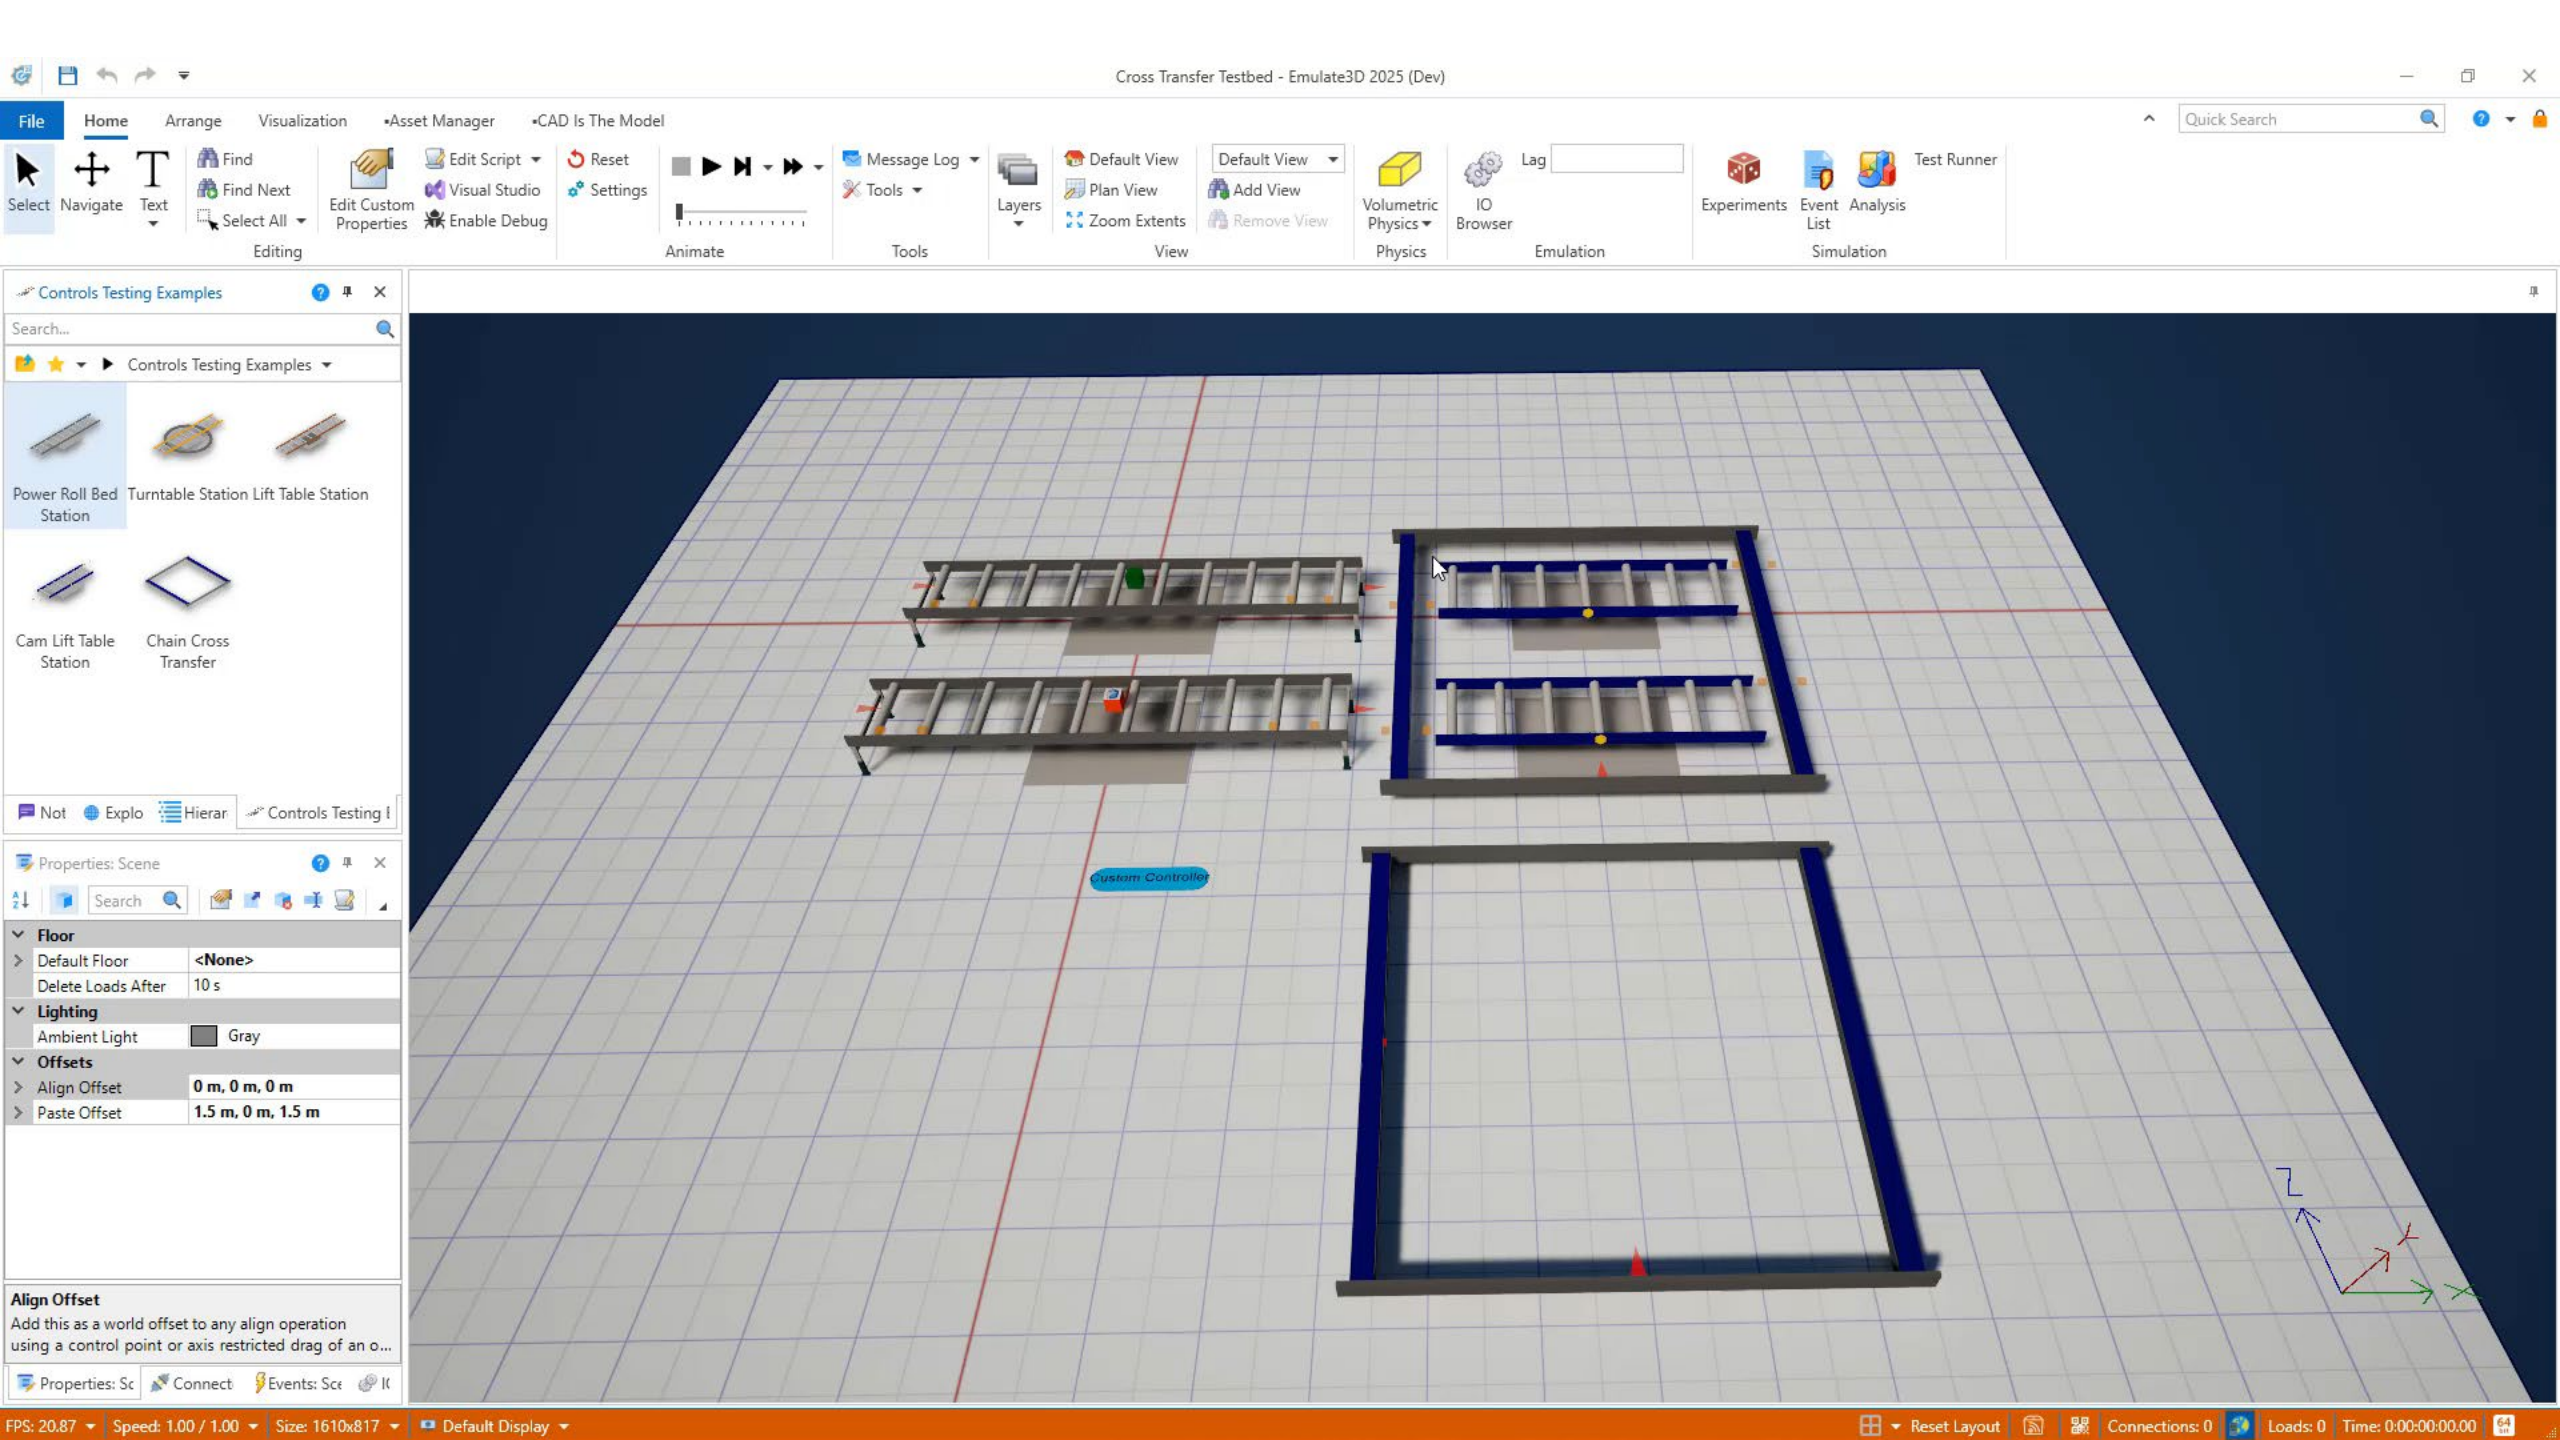 Cross Transfer Testbed - Emulate3D 2025 (Dev)
File Home Arrange Visualization •Asset Manager •CAD Is The Model
Quick Search
Select
Navigate
Text
Find
Find Next
Select All
Edit Custom
Properties
Edit Script
Visual Studio
Enable Debug
Editing
Reset
Settings
Animate
Message Log
Tools
Tools
Layers
Default View
Plan View
Zoom Extents
Default View
Add View
Remove View
View
Volumetric
Physics
Physics
IO
Browser
Lag
Emulation
Experiments
Event
List
Analysis
Test Runner
Simulation
Controls Testing Examples
Search...
Controls Testing Examples
Power Roll Bed
Station
Turntable Station
Lift Table Station
Cam Lift Table
Station
Chain Cross
Transfer
Not Explo Hierar Controls Testing
Properties: Scene
Search
Floor
Default Floor <None>
Delete Loads After 10 s
Lighting
Ambient Light Gray
Offsets
Align Offset 0 m, 0 m, 0 m
Paste Offset 1.5 m, 0 m, 1.5 m
Align Offset
Add this as a world offset to any align operation
using a control point or axis restricted drag of an o...
Properties: Sc Connect Events: Sce
Custom Controller
Z
Y
X
FPS: 20.87 Speed: 1.00 / 1.00 Size: 1610x817 Default Display Reset Layout Connections: 0 Loads: 0 Time: 0:00:00:00.00 64